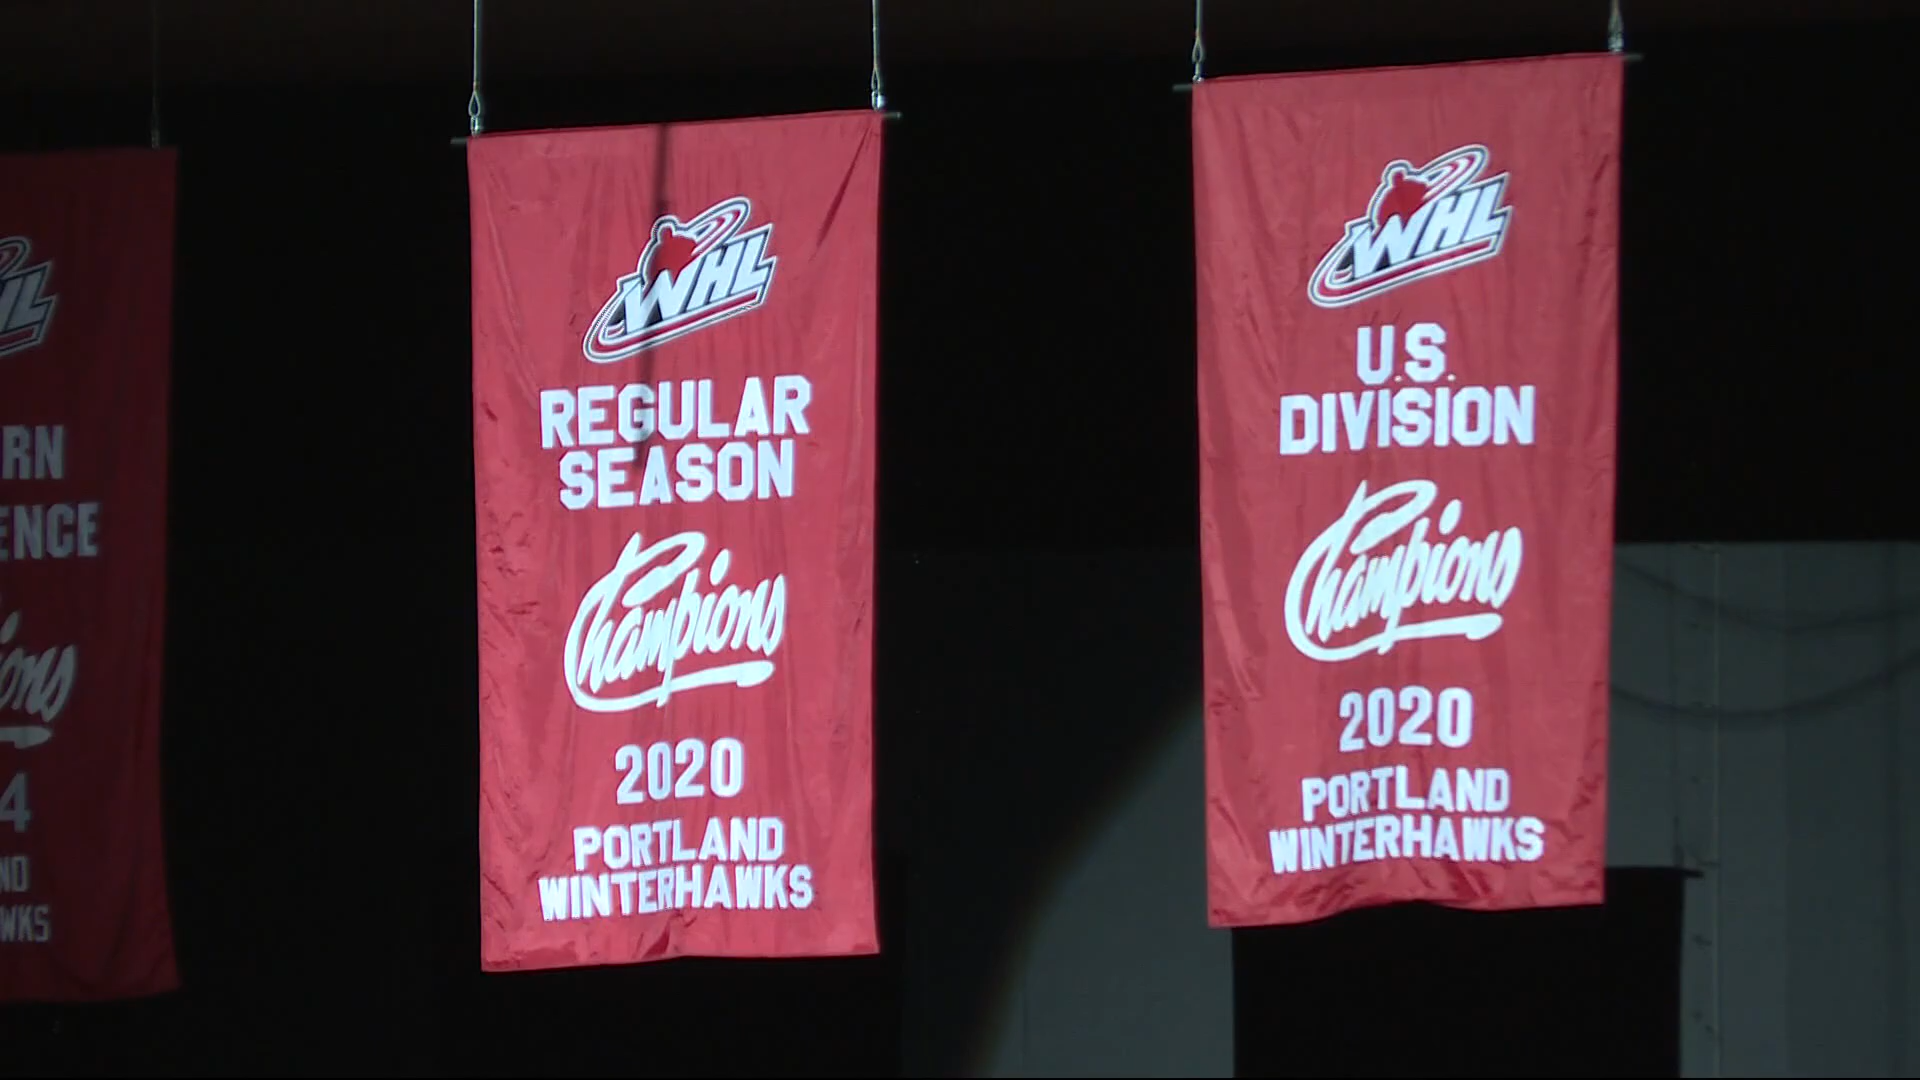 WHL
REGULAR
SEASON
Champions
2020
PORTLAND
WINTERHAWKS
WHL
U.S.
DIVISION
Champions
2020
PORTLAND
WINTERHAWKS